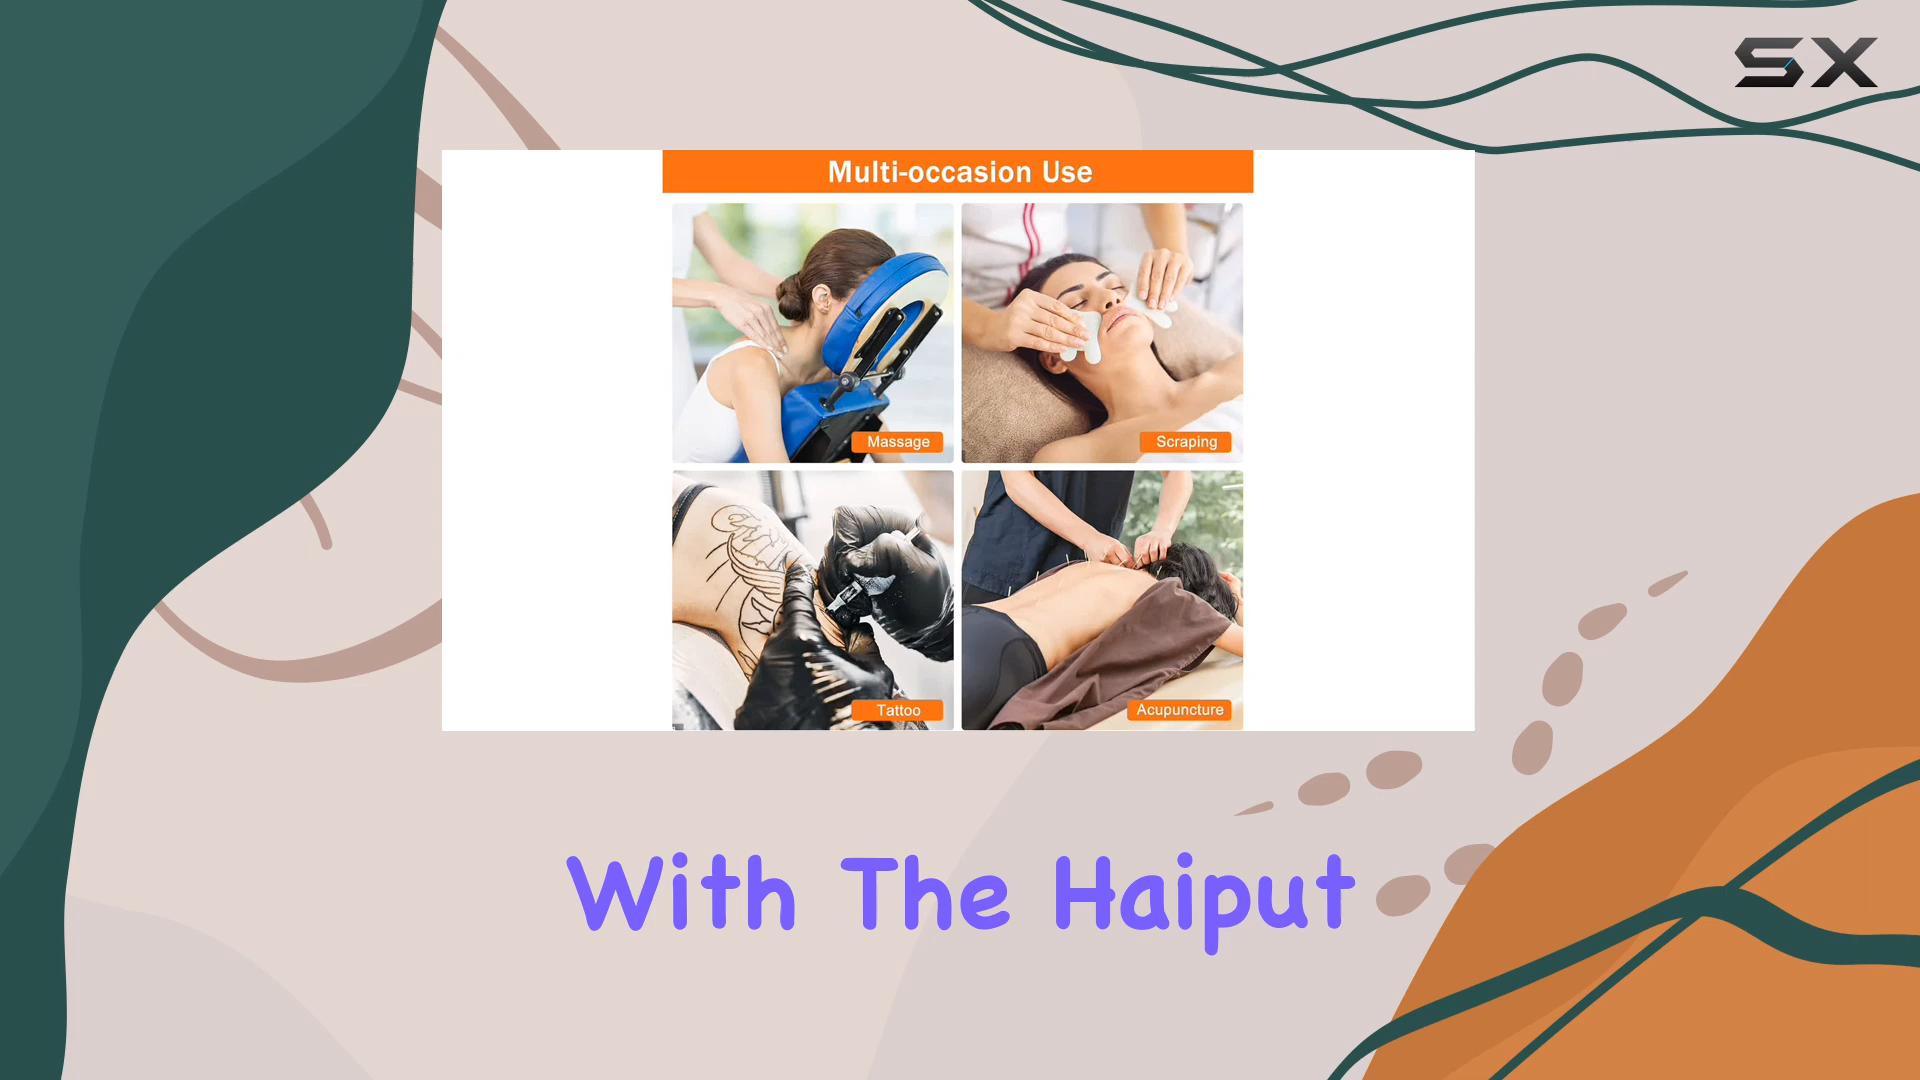 SX
Multi-occasion Use
Massage
Scraping
Tattoo
Acupuncture
With The Haiput